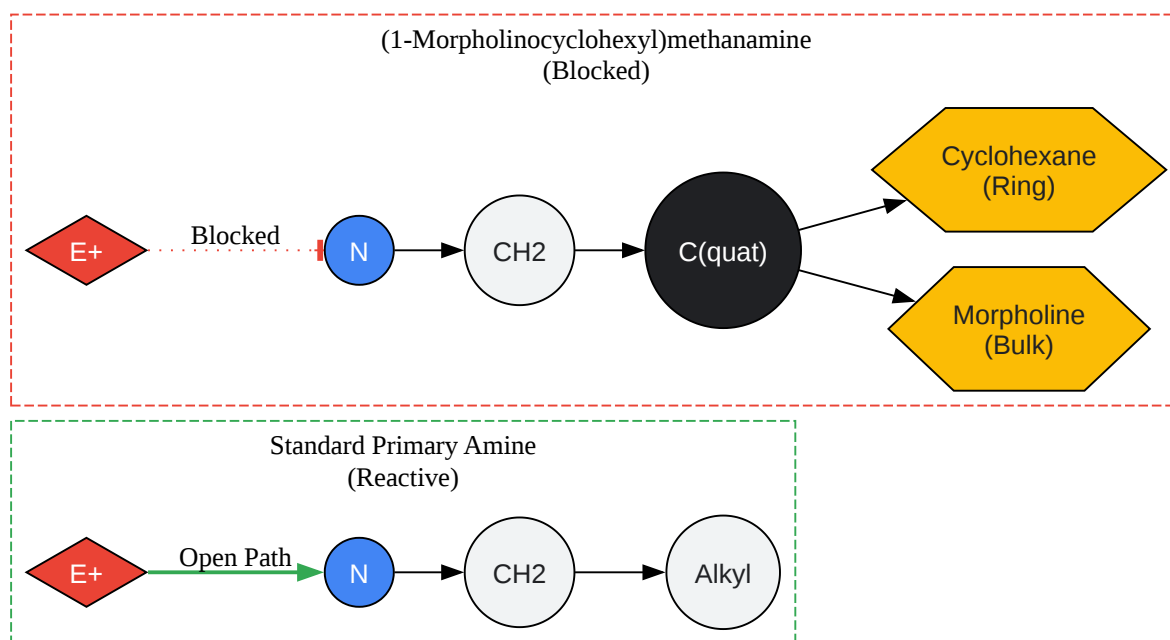 (1-Morpholinocyclohexyl)methanamine
(Blocked)
E+
Blocked
N
CH2
C(quat)
Cyclohexane
(Ring)
Morpholine
(Bulk)
Standard Primary Amine
(Reactive)
E+
Open Path
N
CH2
Alkyl